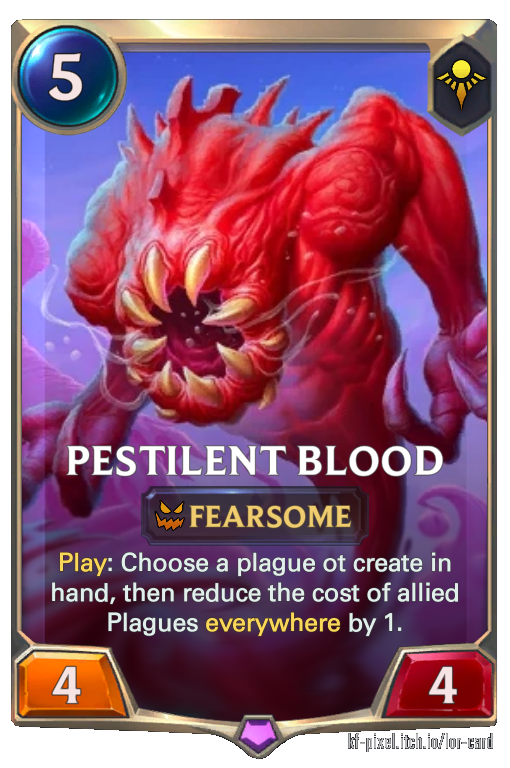 5
PESTILENT BLOOD
FEARSOME
Play: Choose a plague ot create in
hand, then reduce the cost of allied
Plagues everywhere by 1.
4
4
kf-pixel.itch.io/lor-card